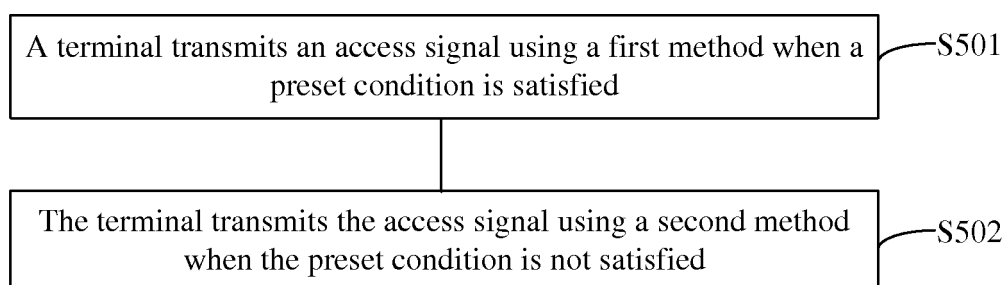 A terminal transmits an access signal using a first method when a
preset condition is satisfied
S501
The terminal transmits the access signal using a second method
when the preset condition is not satisfied
S502